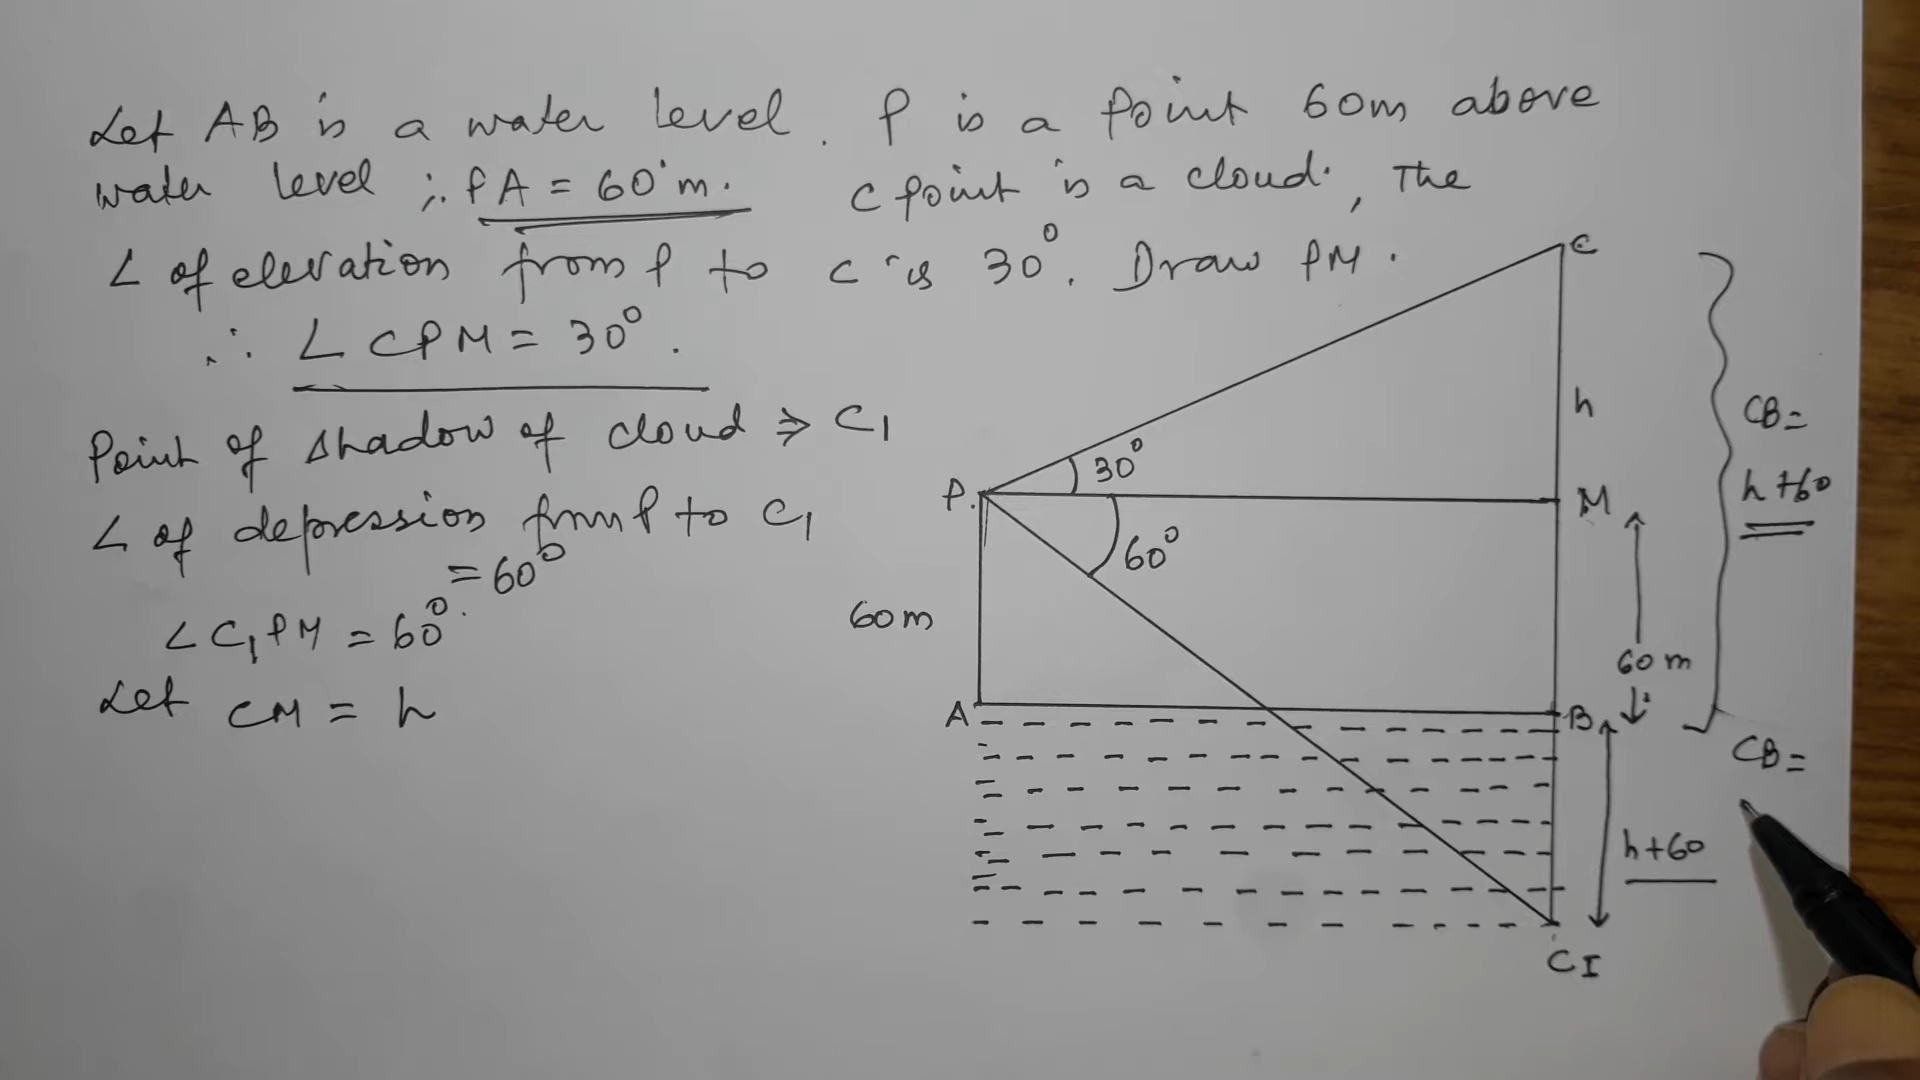 Let AB is a water level. P is a Point 60m above
water level ∴ PA = 60 m. C point is a cloud. , The
∠ of elevation from P to C is 30°. Draw PM.
∴ ∠ CPM = 30°.
Point of shadow of cloud ⇒ C1
∠ of depression from P to C1
= 60°
∠ C1PM = 60°.
Let CM = h
C
h
CB =
h+60
30°
P.
M
60°
60m
60 m
A
B
CB =
h+60
C1